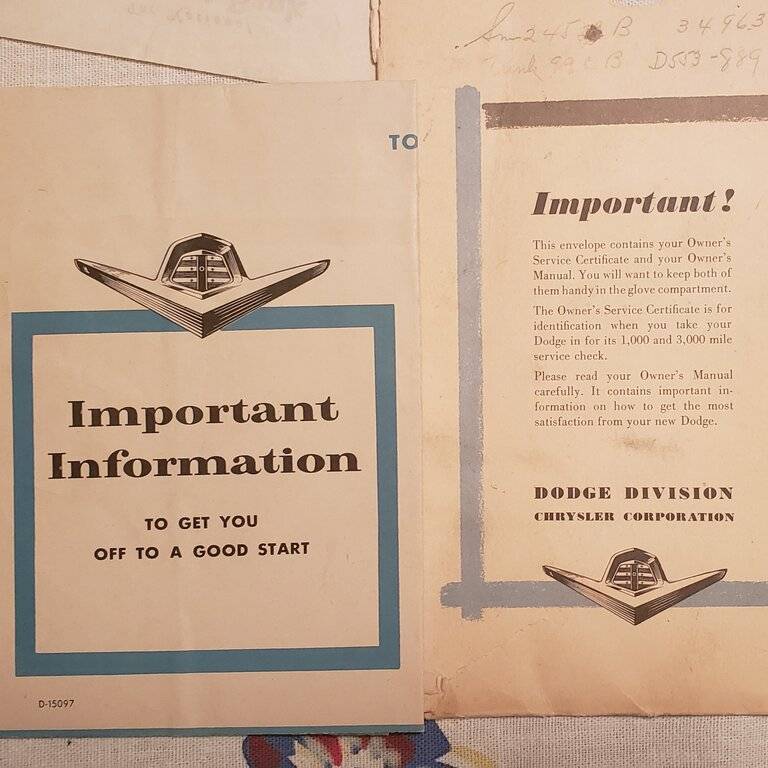 B 34963
B D553-989
TO
Important
Information
TO GET YOU
OFF TO A GOOD START
D-15097
Important!
This envelope contains your Owner's
Service Certificate and your Owner's
Manual. You will want to keep both of
them handy in the glove compartment.
The Owner's Service Certificate is for
identification when you take your
Dodge in for its 1,000 and 3,000 mile
service check.
Please read your Owner's Manual
carefully. It contains important in-
formation on how to get the most
satisfaction from your new Dodge.
DODGE DIVISION
CHRYSLER CORPORATION